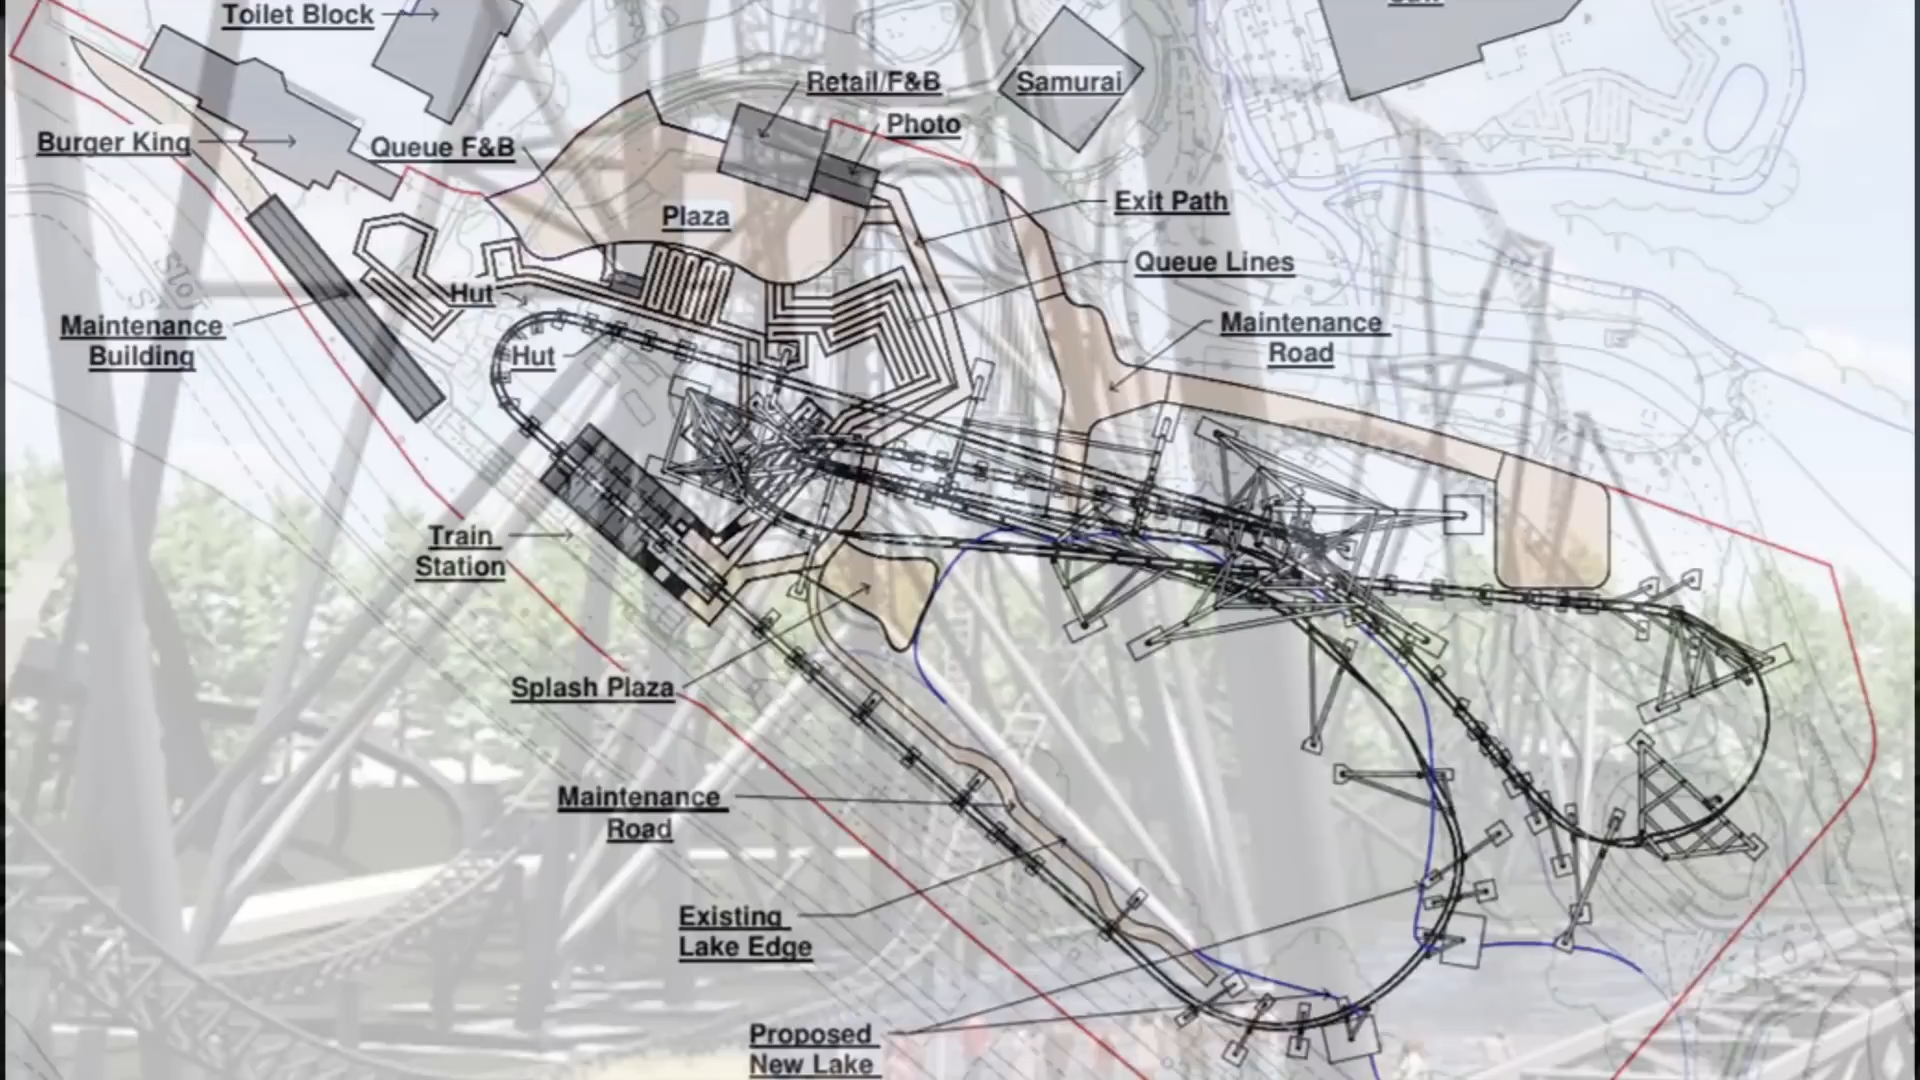 Toilet Block
Retail/F&B
Samurai
Photo
Burger King
Queue F&B
Plaza
Exit Path
Queue Lines
Hut
Maintenance
Building
Hut
Maintenance
Road
Train
Station
Splash Plaza
Maintenance
Road
Existing
Lake Edge
Proposed
New Lake